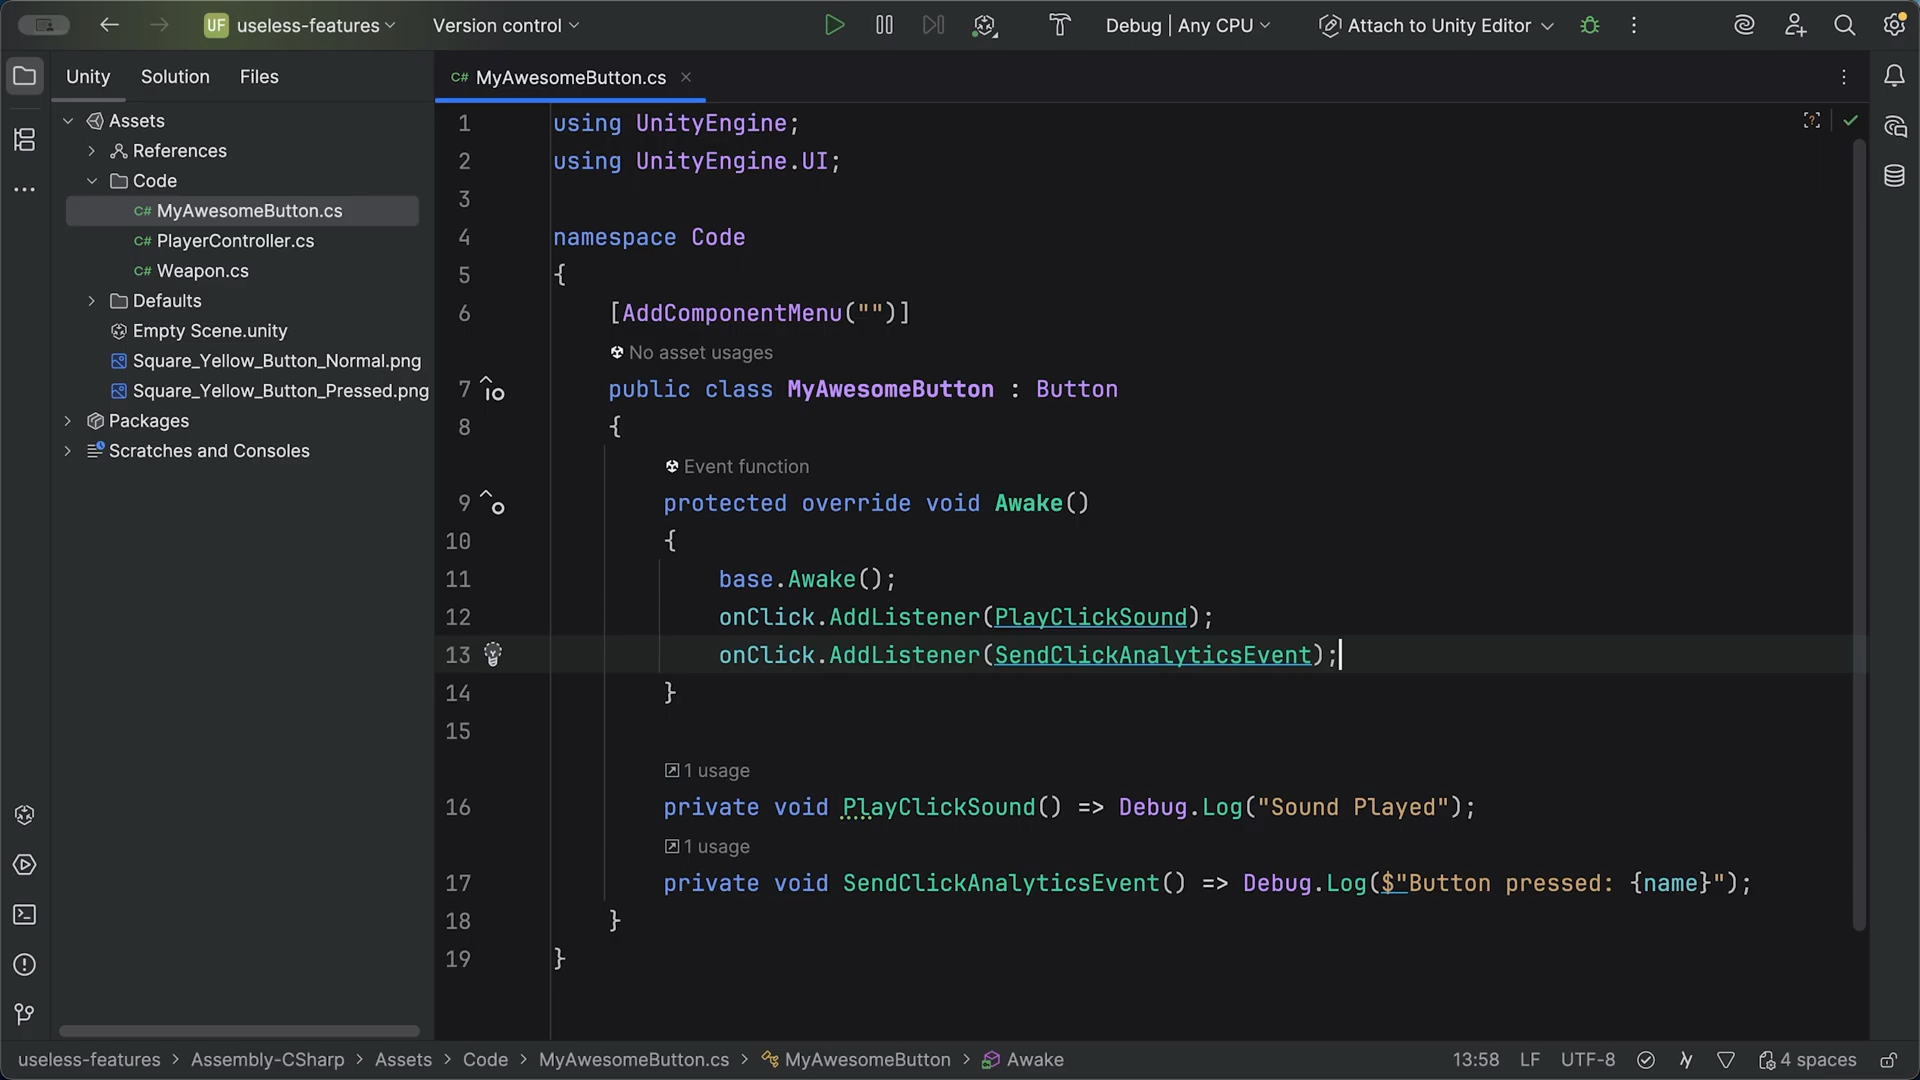 UF useless-features Version control Debug | Any CPU Attach to Unity Editor
Unity Solution Files
C# MyAwesomeButton.cs
Assets
References
Code
C# MyAwesomeButton.cs
C# PlayerController.cs
C# Weapon.cs
Defaults
Empty Scene.unity
Square_Yellow_Button_Normal.png
Square_Yellow_Button_Pressed.png
Packages
Scratches and Consoles
1 using UnityEngine;
2 using UnityEngine.UI;
3
4 namespace Code
5 {
6 [AddComponentMenu("")]
No asset usages
7 public class MyAwesomeButton : Button
8 {
Event function
9 protected override void Awake()
10 {
11 base.Awake();
12 onClick.AddListener(PlayClickSound);
13 onClick.AddListener(SendClickAnalyticsEvent);
14 }
15
1 usage
16 private void PlayClickSound() => Debug.Log("Sound Played");
1 usage
17 private void SendClickAnalyticsEvent() => Debug.Log($"Button pressed: {name}");
18 }
19 }
useless-features > Assembly-CSharp > Assets > Code > MyAwesomeButton.cs > MyAwesomeButton > Awake 13:58 LF UTF-8 4 spaces